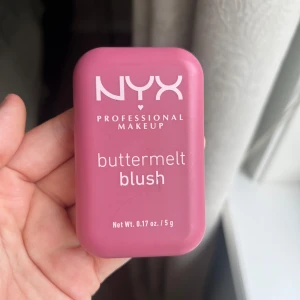 NYX
PROFESSIONAL
MAKEUP
buttermelt
blush
Net Wt. 0.17 oz. / 5 g